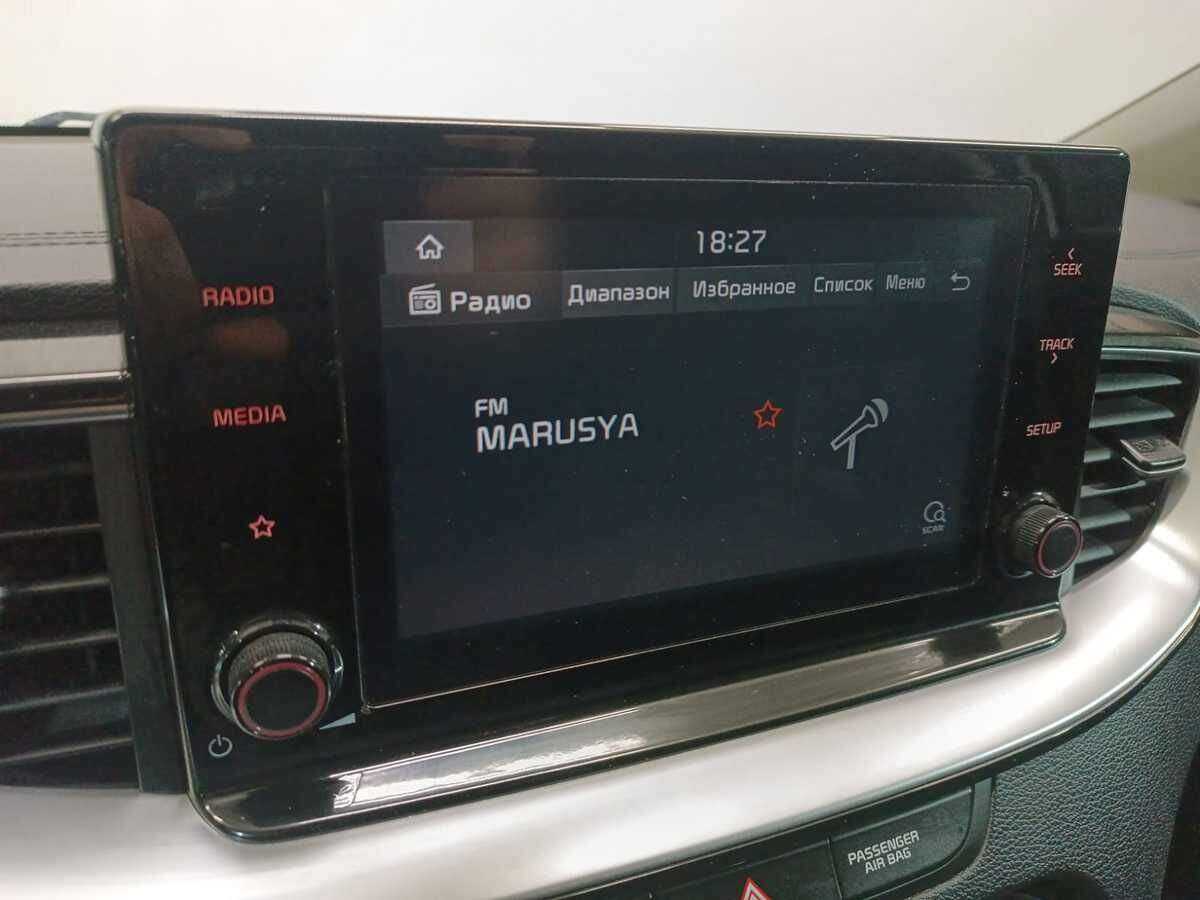 18:27
Радио Диапазон Избранное Список Меню
RADIO
MEDIA
FM
MARUSYA
SCAN
SEEK
TRACK
SETUP
PASSENGER
AIR BAG